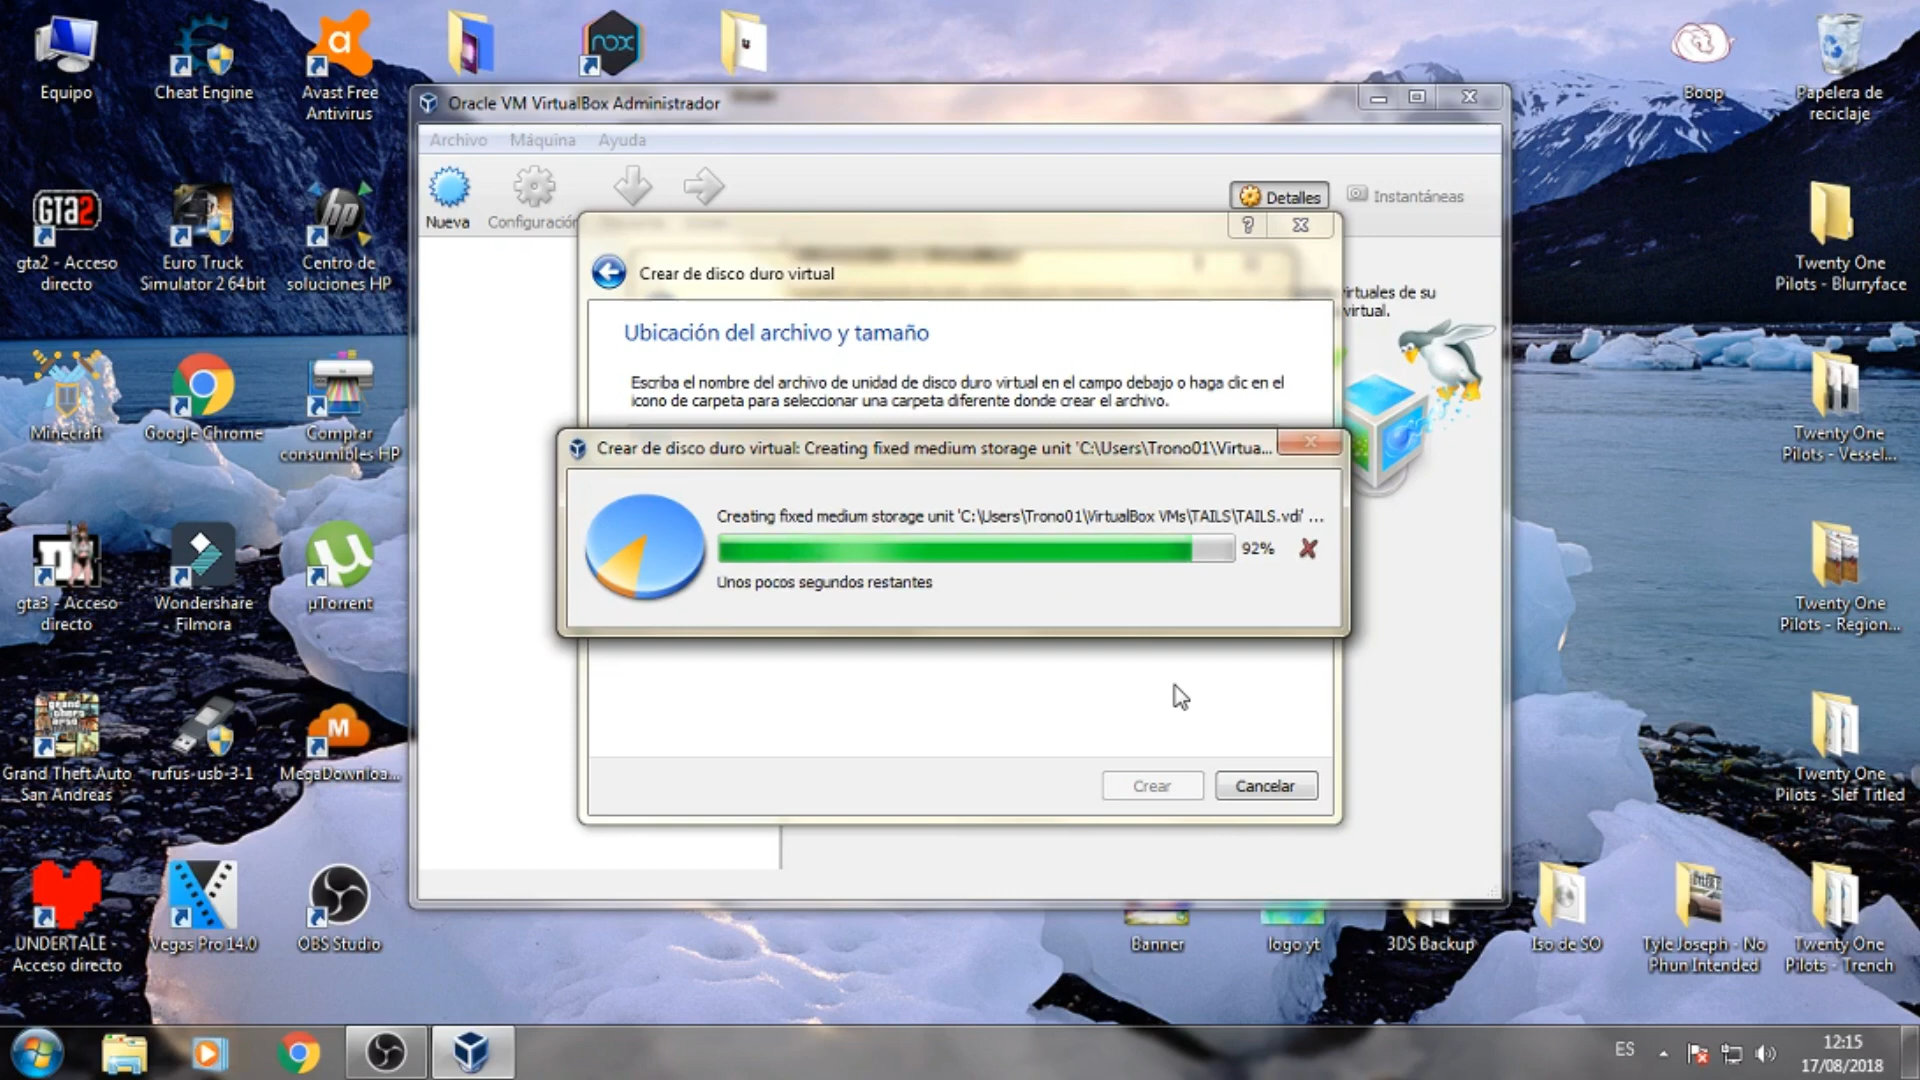 Equipo
Cheat Engine
Avast Free
Antivirus
nox
Boop
Papelera de
reciclaje
Oracle VM VirtualBox Administrador
Archivo
Máquina
Ayuda
Nueva
Configuración
Detalles
Instantáneas
GTA2
gta2 - Acceso
directo
Euro Truck
Simulator 2 64bit
hp
Centro de
soluciones HP
Twenty One
Pilots - Blurryface
Crear de disco duro virtual
irtuales de su
virtual.
Ubicación del archivo y tamaño
Escriba el nombre del archivo de unidad de disco duro virtual en el campo debajo o haga clic en el
icono de carpeta para seleccionar una carpeta diferente donde crear el archivo.
Minecraft
Google Chrome
Comprar
consumibles HP
Twenty One
Pilots - Vessel...
Crear de disco duro virtual: Creating fixed medium storage unit 'C:\Users\Trono01\Virtua...
Creating fixed medium storage unit 'C:\Users\Trono01\VirtualBox VMs\TAILS\TAILS.vdi' ...
92%
Unos pocos segundos restantes
gta3 - Acceso
directo
Wondershare
Filmora
µTorrent
Twenty One
Pilots - Region...
Grand Theft Auto
San Andreas
rufus-usb-3-1
MegaDownloa...
Twenty One
Pilots - Slef Titled
Crear
Cancelar
UNDERTALE -
Acceso directo
Vegas Pro 14.0
OBS Studio
Banner
logo yt
3DS Backup
Iso de SO
Tyle Joseph - No
Phun Intended
Twenty One
Pilots - Trench
ES
12:15
17/08/2018